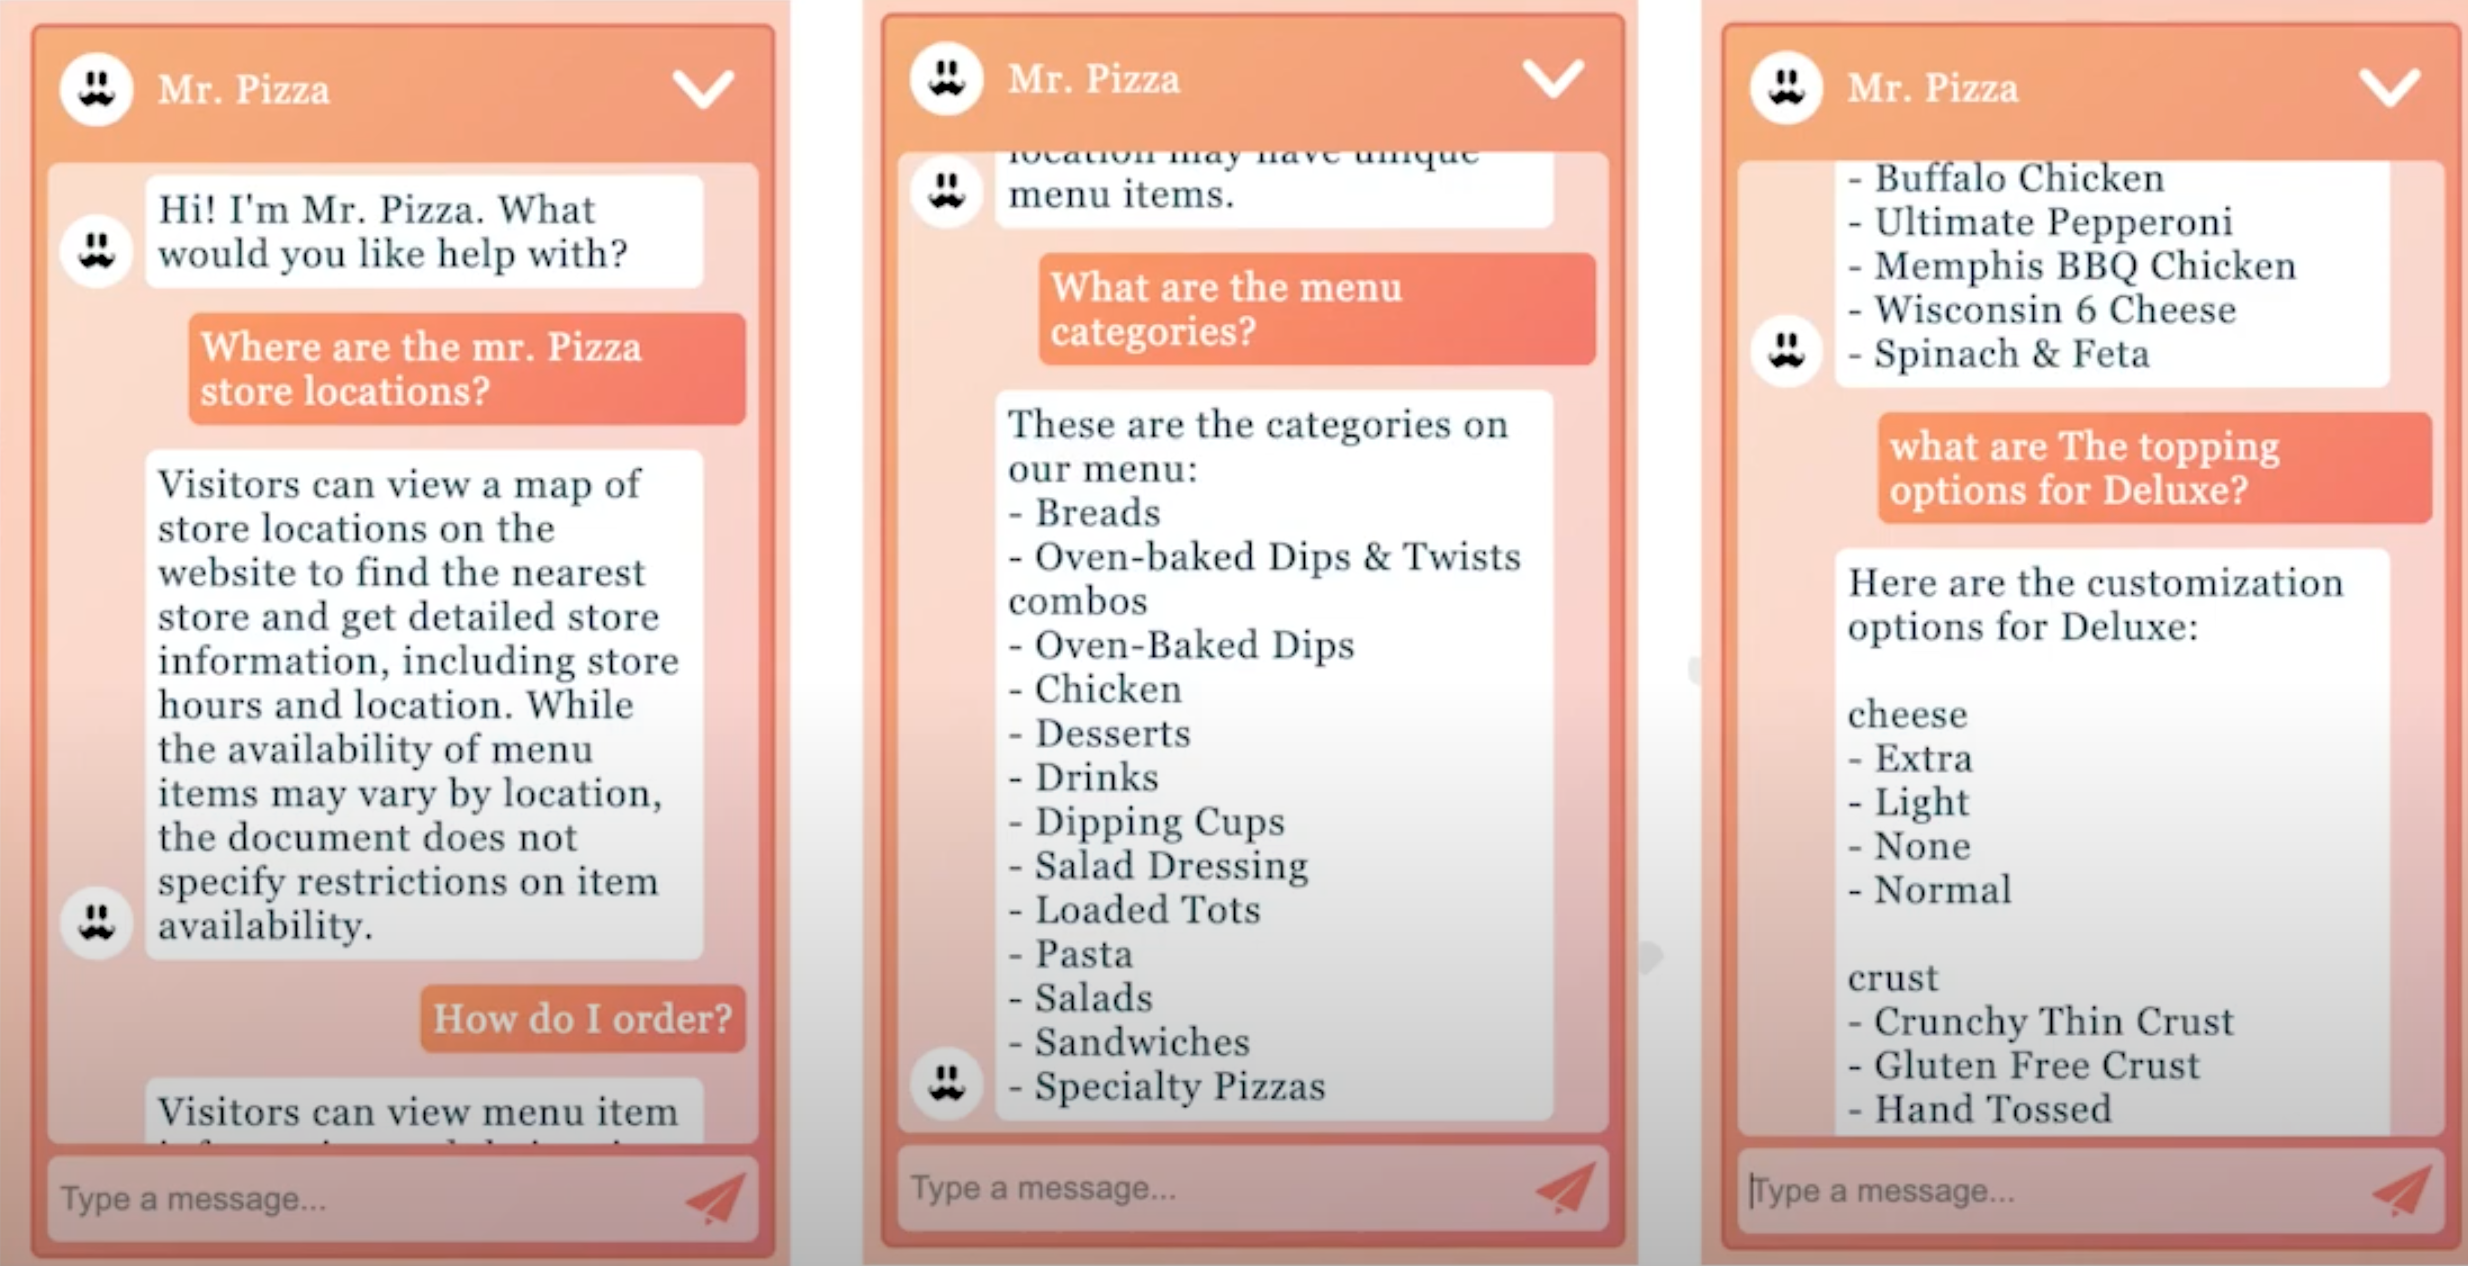 Mr. Pizza
Hi! I'm Mr. Pizza. What
would you like help with?
Where are the mr. Pizza
store locations?
Visitors can view a map of
store locations on the
website to find the nearest
store and get detailed store
information, including store
hours and location. While
the availability of menu
items may vary by location,
the document does not
specify restrictions on item
availability.
How do I order?
Visitors can view menu item
Type a message...
Mr. Pizza
location may have unique
menu items.
What are the menu
categories?
These are the categories on
our menu:
- Breads
- Oven-baked Dips & Twists
combos
- Oven-Baked Dips
- Chicken
- Desserts
- Drinks
- Dipping Cups
- Salad Dressing
- Loaded Tots
- Pasta
- Salads
- Sandwiches
- Specialty Pizzas
Type a message...
Mr. Pizza
- Buffalo Chicken
- Ultimate Pepperoni
- Memphis BBQ Chicken
- Wisconsin 6 Cheese
- Spinach & Feta
what are The topping
options for Deluxe?
Here are the customization
options for Deluxe:
cheese
- Extra
- Light
- None
- Normal
crust
- Crunchy Thin Crust
- Gluten Free Crust
- Hand Tossed
Type a message...